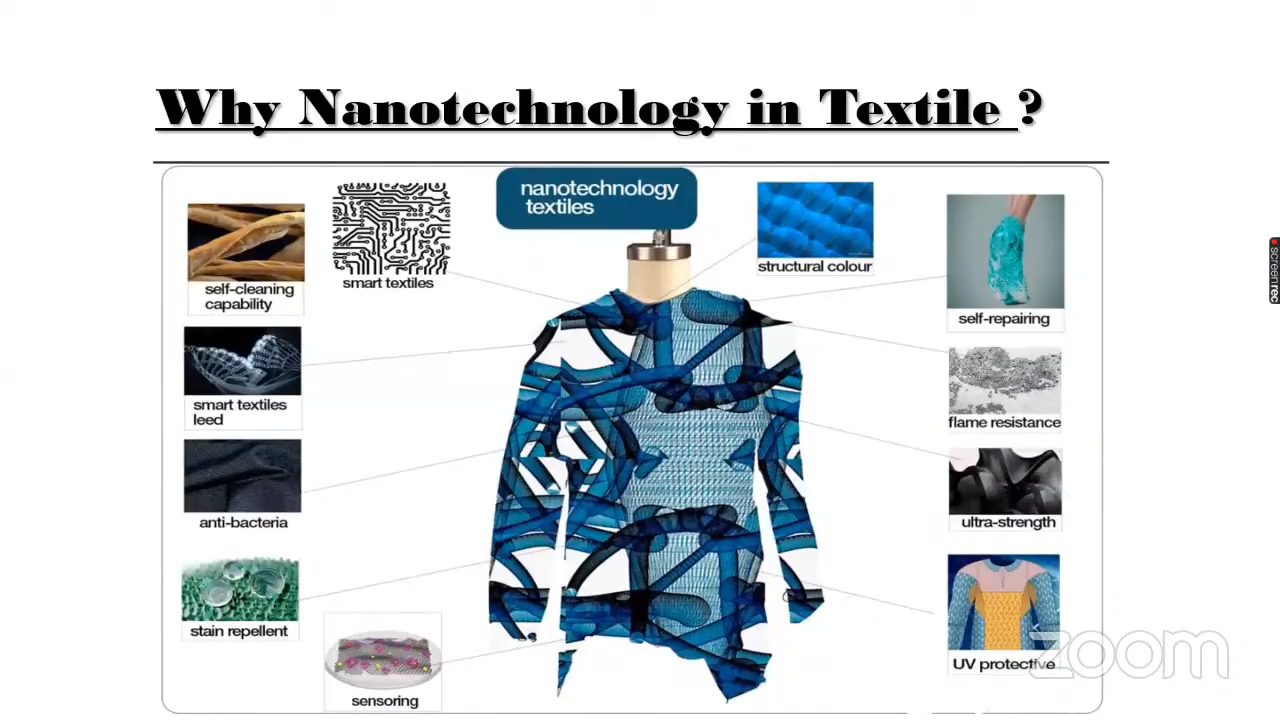 Why Nanotechnology in Textile ?
nanotechnology
textiles
self-cleaning
capability
smart textiles
structural colour
self-repairing
smart textiles
leed
flame resistance
anti-bacteria
ultra-strength
stain repellent
UV protective
sensoring
zoom
screenrec